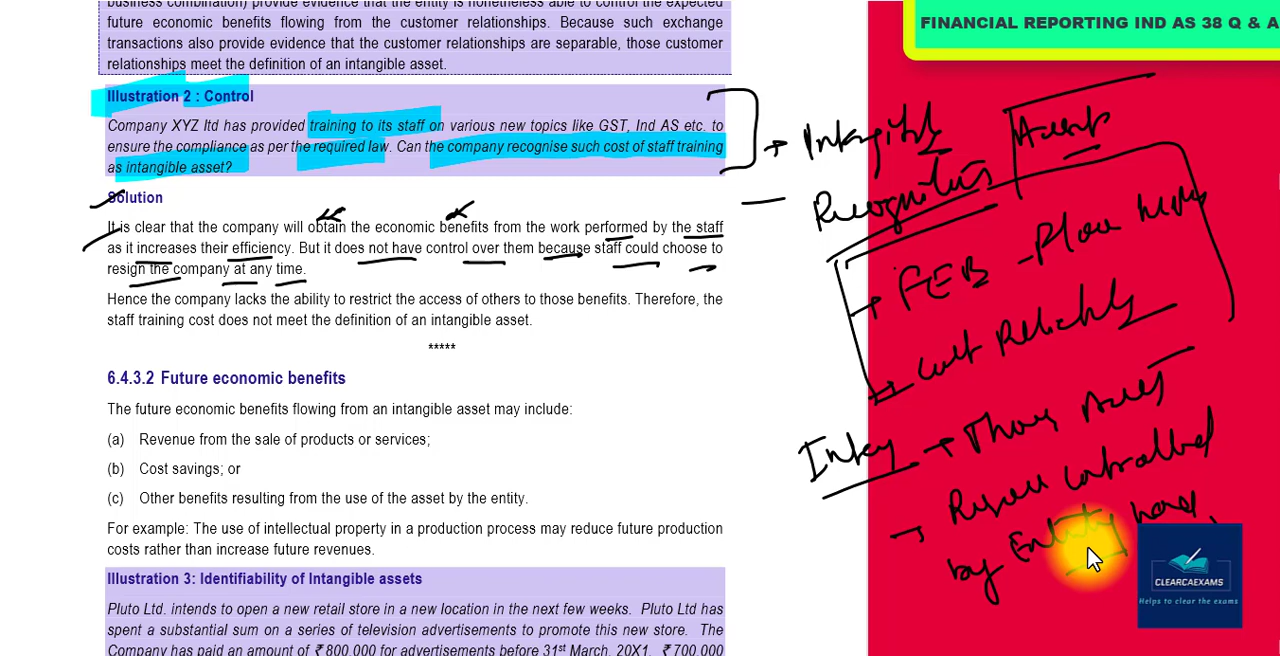 business combination) provide evidence that the entity is nonetheless able to control the expected
future economic benefits flowing from the customer relationships. Because such exchange
transactions also provide evidence that the customer relationships are separable, those customer
relationships meet the definition of an intangible asset.
Illustration 2 : Control
Company XYZ ltd has provided training to its staff on various new topics like GST, Ind AS etc. to
ensure the compliance as per the required law. Can the company recognise such cost of staff training
as intangible asset?
Solution
It is clear that the company will obtain the economic benefits from the work performed by the staff
as it increases their efficiency. But it does not have control over them because staff could choose to
resign the company at any time.
Hence the company lacks the ability to restrict the access of others to those benefits. Therefore, the
staff training cost does not meet the definition of an intangible asset.
*****
6.4.3.2 Future economic benefits
The future economic benefits flowing from an intangible asset may include:
(a) Revenue from the sale of products or services;
(b) Cost savings; or
(c) Other benefits resulting from the use of the asset by the entity.
For example: The use of intellectual property in a production process may reduce future production
costs rather than increase future revenues.
Illustration 3: Identifiability of Intangible assets
Pluto Ltd. intends to open a new retail store in a new location in the next few weeks. Pluto Ltd has
spent a substantial sum on a series of television advertisements to promote this new store. The
Company has paid an amount of ₹ 800,000 for advertisements before 31st March, 20X1. ₹ 700,000
FINANCIAL REPORTING IND AS 38 Q & A
Intangible
Recognition
FEB - Flow
Cost Reliably
Those
controlled
by Entity
CLEARCAEXAMS
Helps to clear the exams